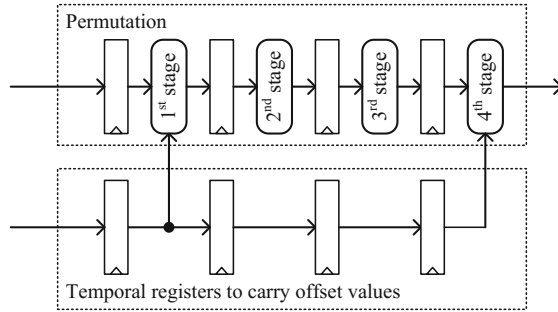 Permutation
1st stage
2nd stage
3rd stage
4th stage
Temporal registers to carry offset values